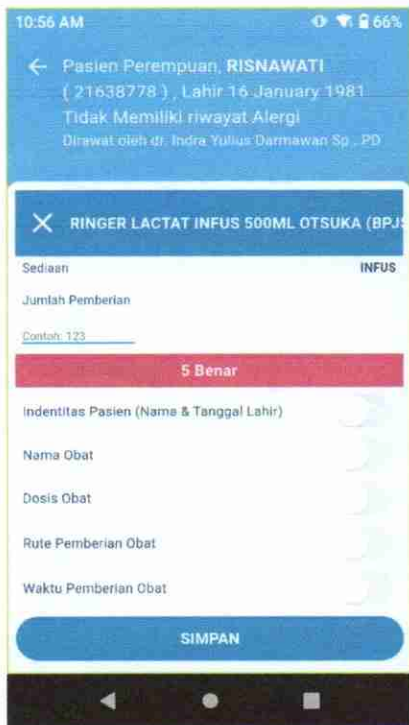 10:56 AM 66%
Pasien Perempuan, RISNAWATI
( 21638778 ) , Lahir 16 January 1981
Tidak Memiliki riwayat Alergi
Dirawat oleh dr. Indra Yulius Darmawan Sp . PD
RINGER LACTAT INFUS 500ML OTSUKA (BPJS
Sediaan INFUS
Jumlah Pemberian
Contoh: 123
5 Benar
Indentitas Pasien (Nama & Tanggal Lahir)
Nama Obat
Dosis Obat
Rute Pemberian Obat
Waktu Pemberian Obat
SIMPAN